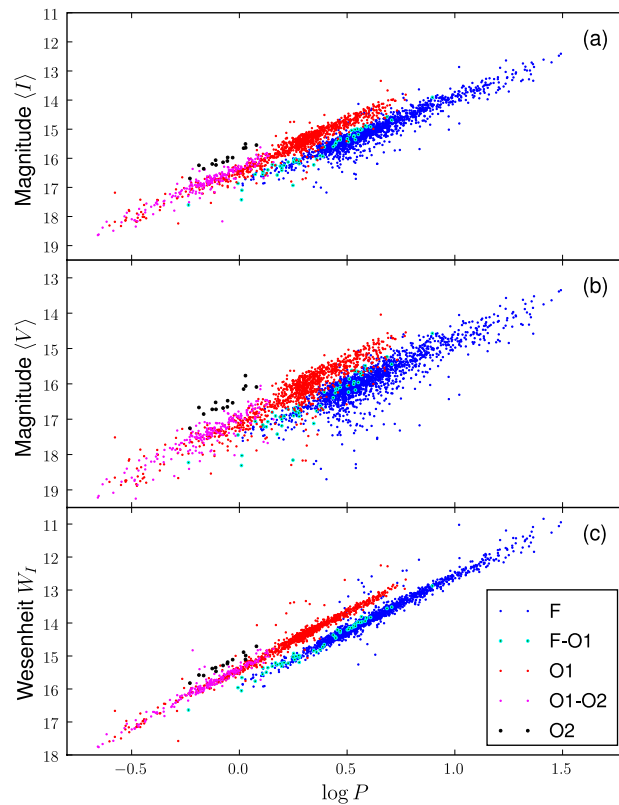 11
12
13
14
15
16
17
18
19
Magnitude ⟨I⟩
(a)
13
14
15
16
17
18
19
Magnitude ⟨V⟩
(b)
11
12
13
14
15
16
17
18
Wesenheit W_I
(c)
F
F-O1
O1
O1-O2
O2
−0.5
0.0
0.5
1.0
1.5
log P